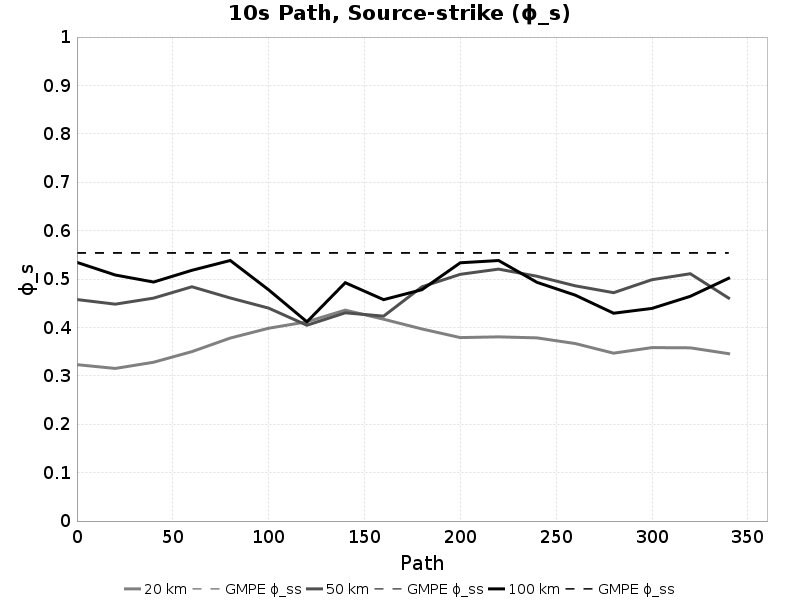 10s Path, Source-strike (ϕ_s)
1
0.9
0.8
0.7
0.6
0.5
0.4
0.3
0.2
0.1
0
ϕ_s
0 50 100 150 200 250 300 350
Path
20 km GMPE ϕ_ss 50 km GMPE ϕ_ss 100 km GMPE ϕ_ss